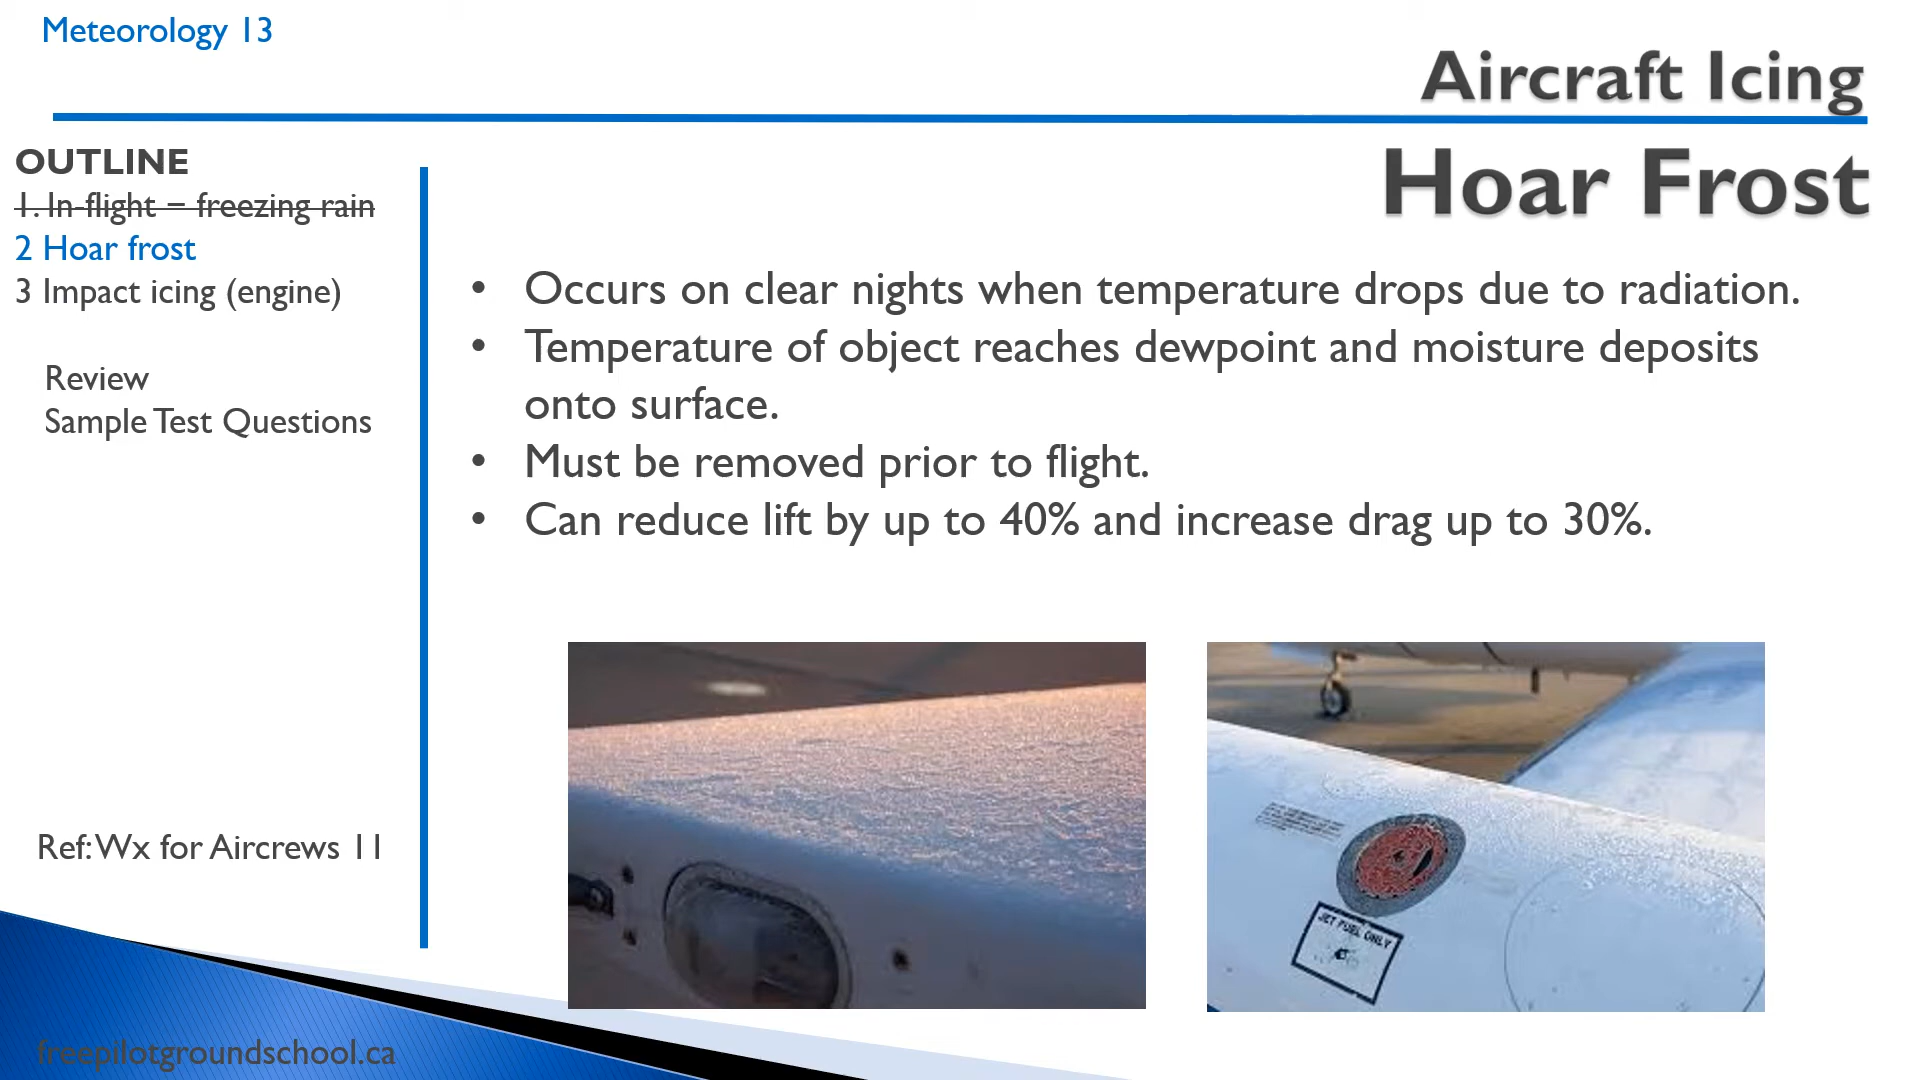 Meteorology 13
Aircraft Icing
Hoar Frost
OUTLINE
1. In-flight – freezing rain
2 Hoar frost
3 Impact icing (engine)
Review
Sample Test Questions
Ref: Wx for Aircrews 11
freepilotgroundschool.ca
• Occurs on clear nights when temperature drops due to radiation.
• Temperature of object reaches dewpoint and moisture deposits
onto surface.
• Must be removed prior to flight.
• Can reduce lift by up to 40% and increase drag up to 30%.
JET FUEL ONLY